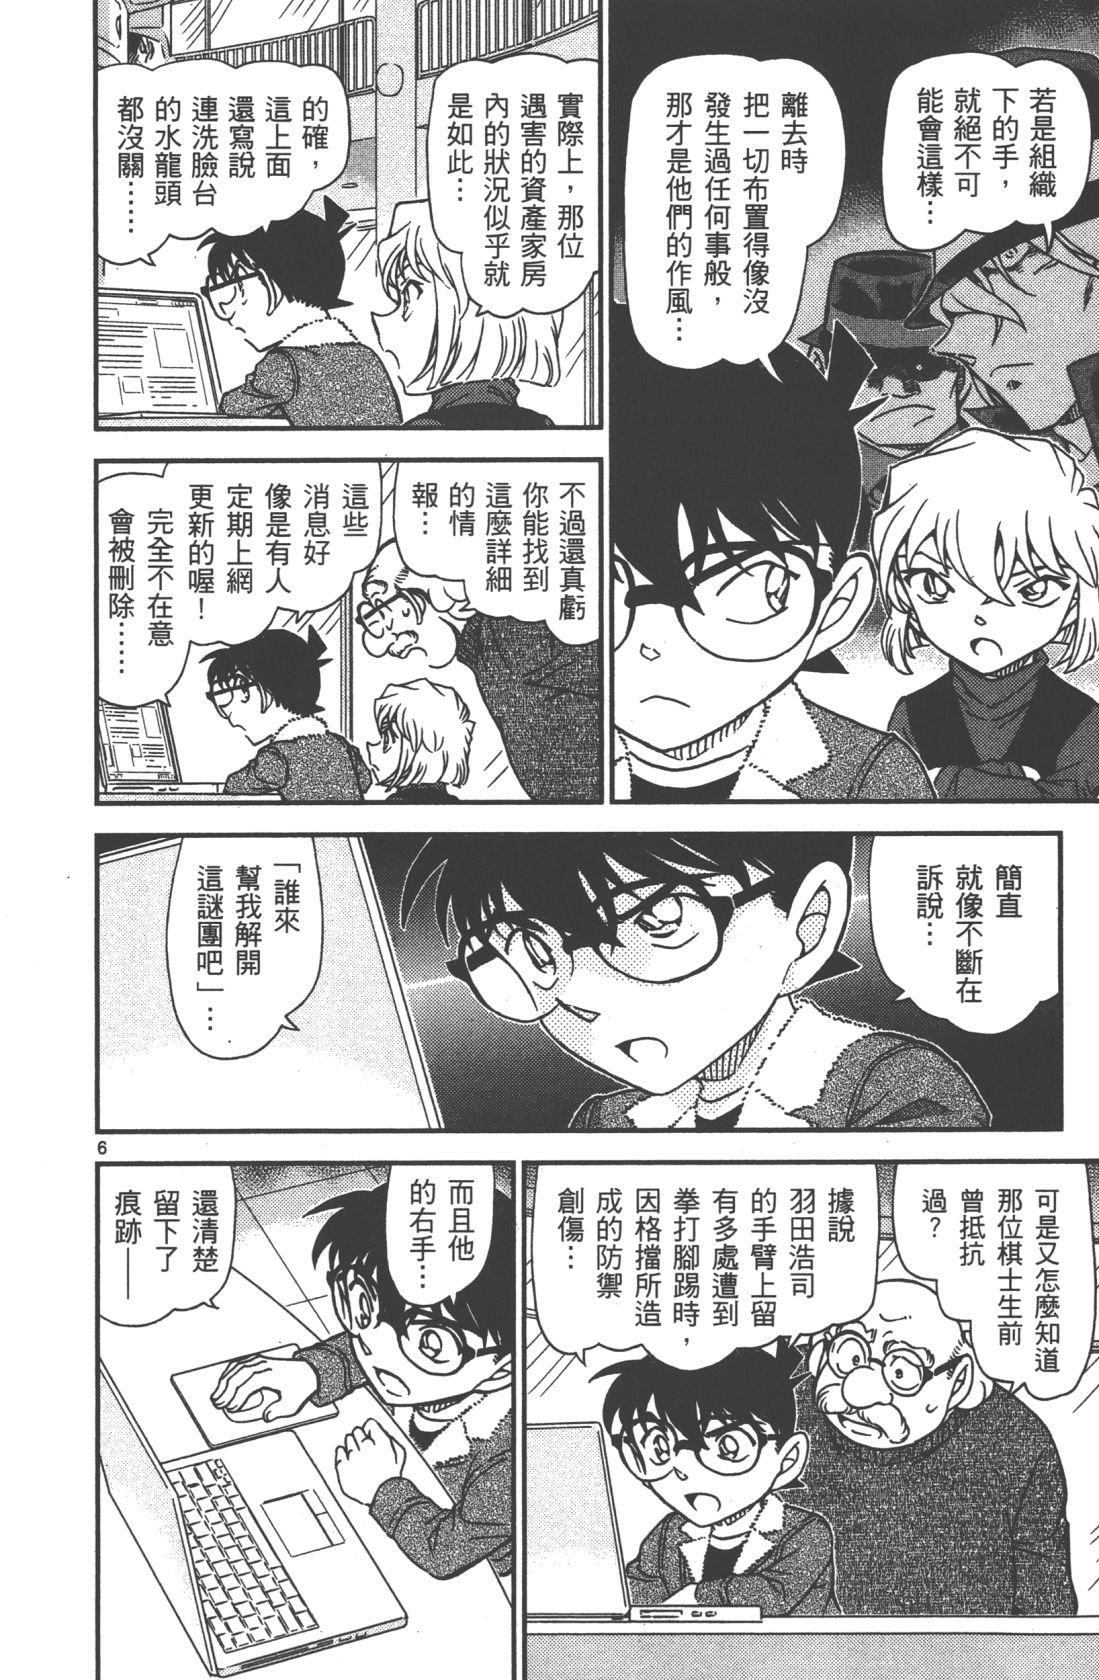 若是組織
下的手，
就絕不可
能會這樣…
離去時
把一切布置得像沒
發生過任何事般，
那才是他們的作風…
實際上，那位
遇害的資產家房
內的狀況似乎就
是如此…
的確，
這上面
還寫說
連洗臉台
的水龍頭
都沒關……
不過還真虧
你能找到
這麼詳細
的情
報…
這些
消息好
像是有人
定期上網
更新的喔！
完全不在意
會被刪除……
簡直
就像不斷在
訴說…
「誰來
幫我解開
這謎團吧」…
6
可是又怎麼知道
那位棋士生前
曾抵抗
過？
據說
羽田浩司
的手臂上留
有多處遭到
拳打腳踢時，
因格擋所造
成的防禦
創傷…
而且他
的右手…
還清楚
留下了
痕跡——